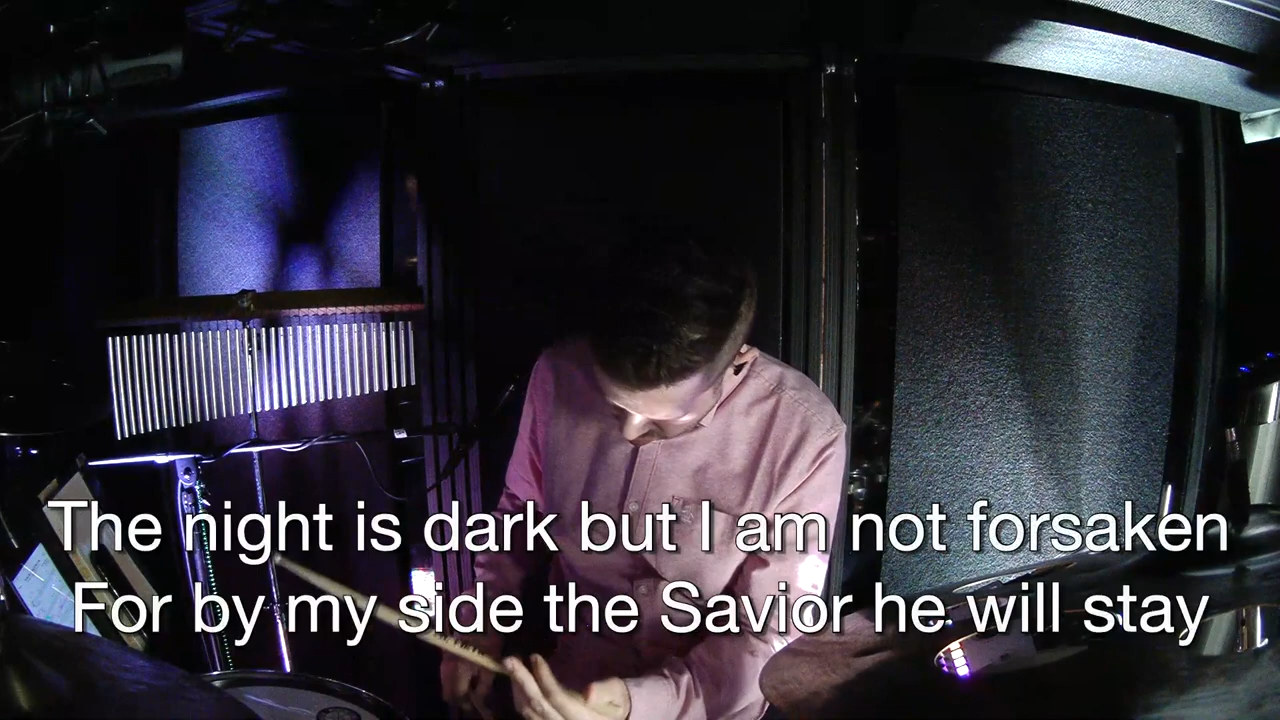 The night is dark but I am not forsaken
For by my side the Savior he will stay